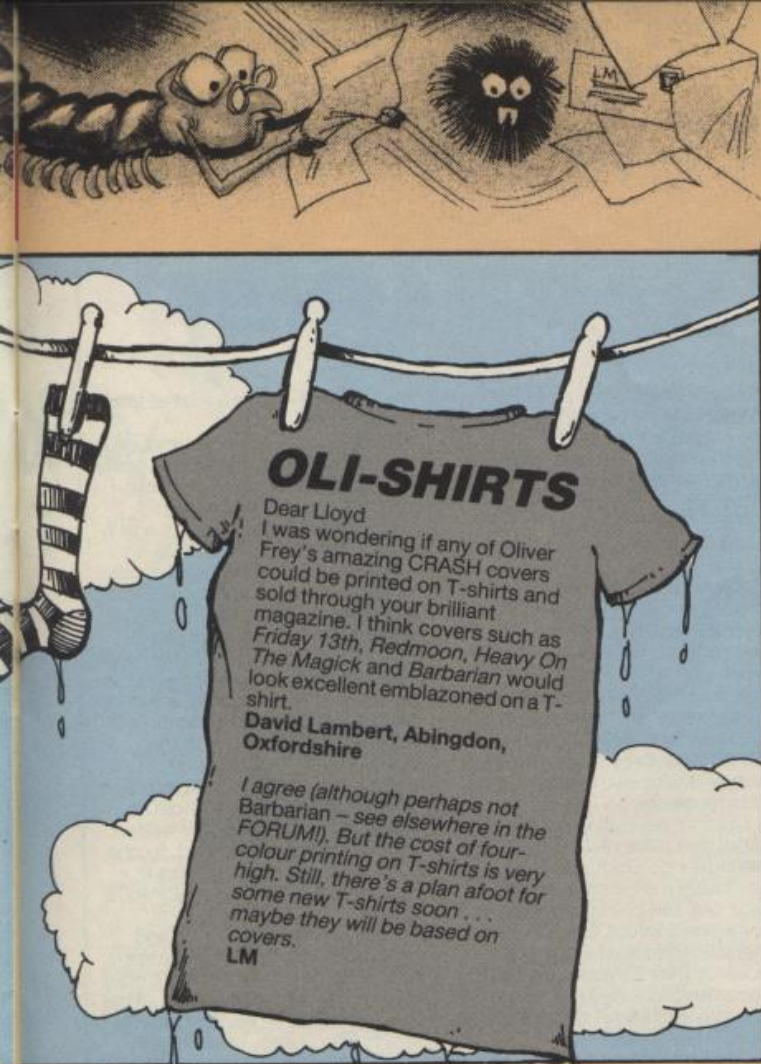 LM
OLI-SHIRTS
Dear Lloyd
I was wondering if any of Oliver
Frey's amazing CRASH covers
could be printed on T-shirts and
sold through your brilliant
magazine. I think covers such as
Friday 13th, Redmoon, Heavy On
The Magick and Barbarian would
look excellent emblazoned on a T-
shirt.
David Lambert, Abingdon,
Oxfordshire
I agree (although perhaps not
Barbarian – see elsewhere in the
FORUM!). But the cost of four-
colour printing on T-shirts is very
high. Still, there's a plan afoot for
some new T-shirts soon . . .
maybe they will be based on
covers.
LM